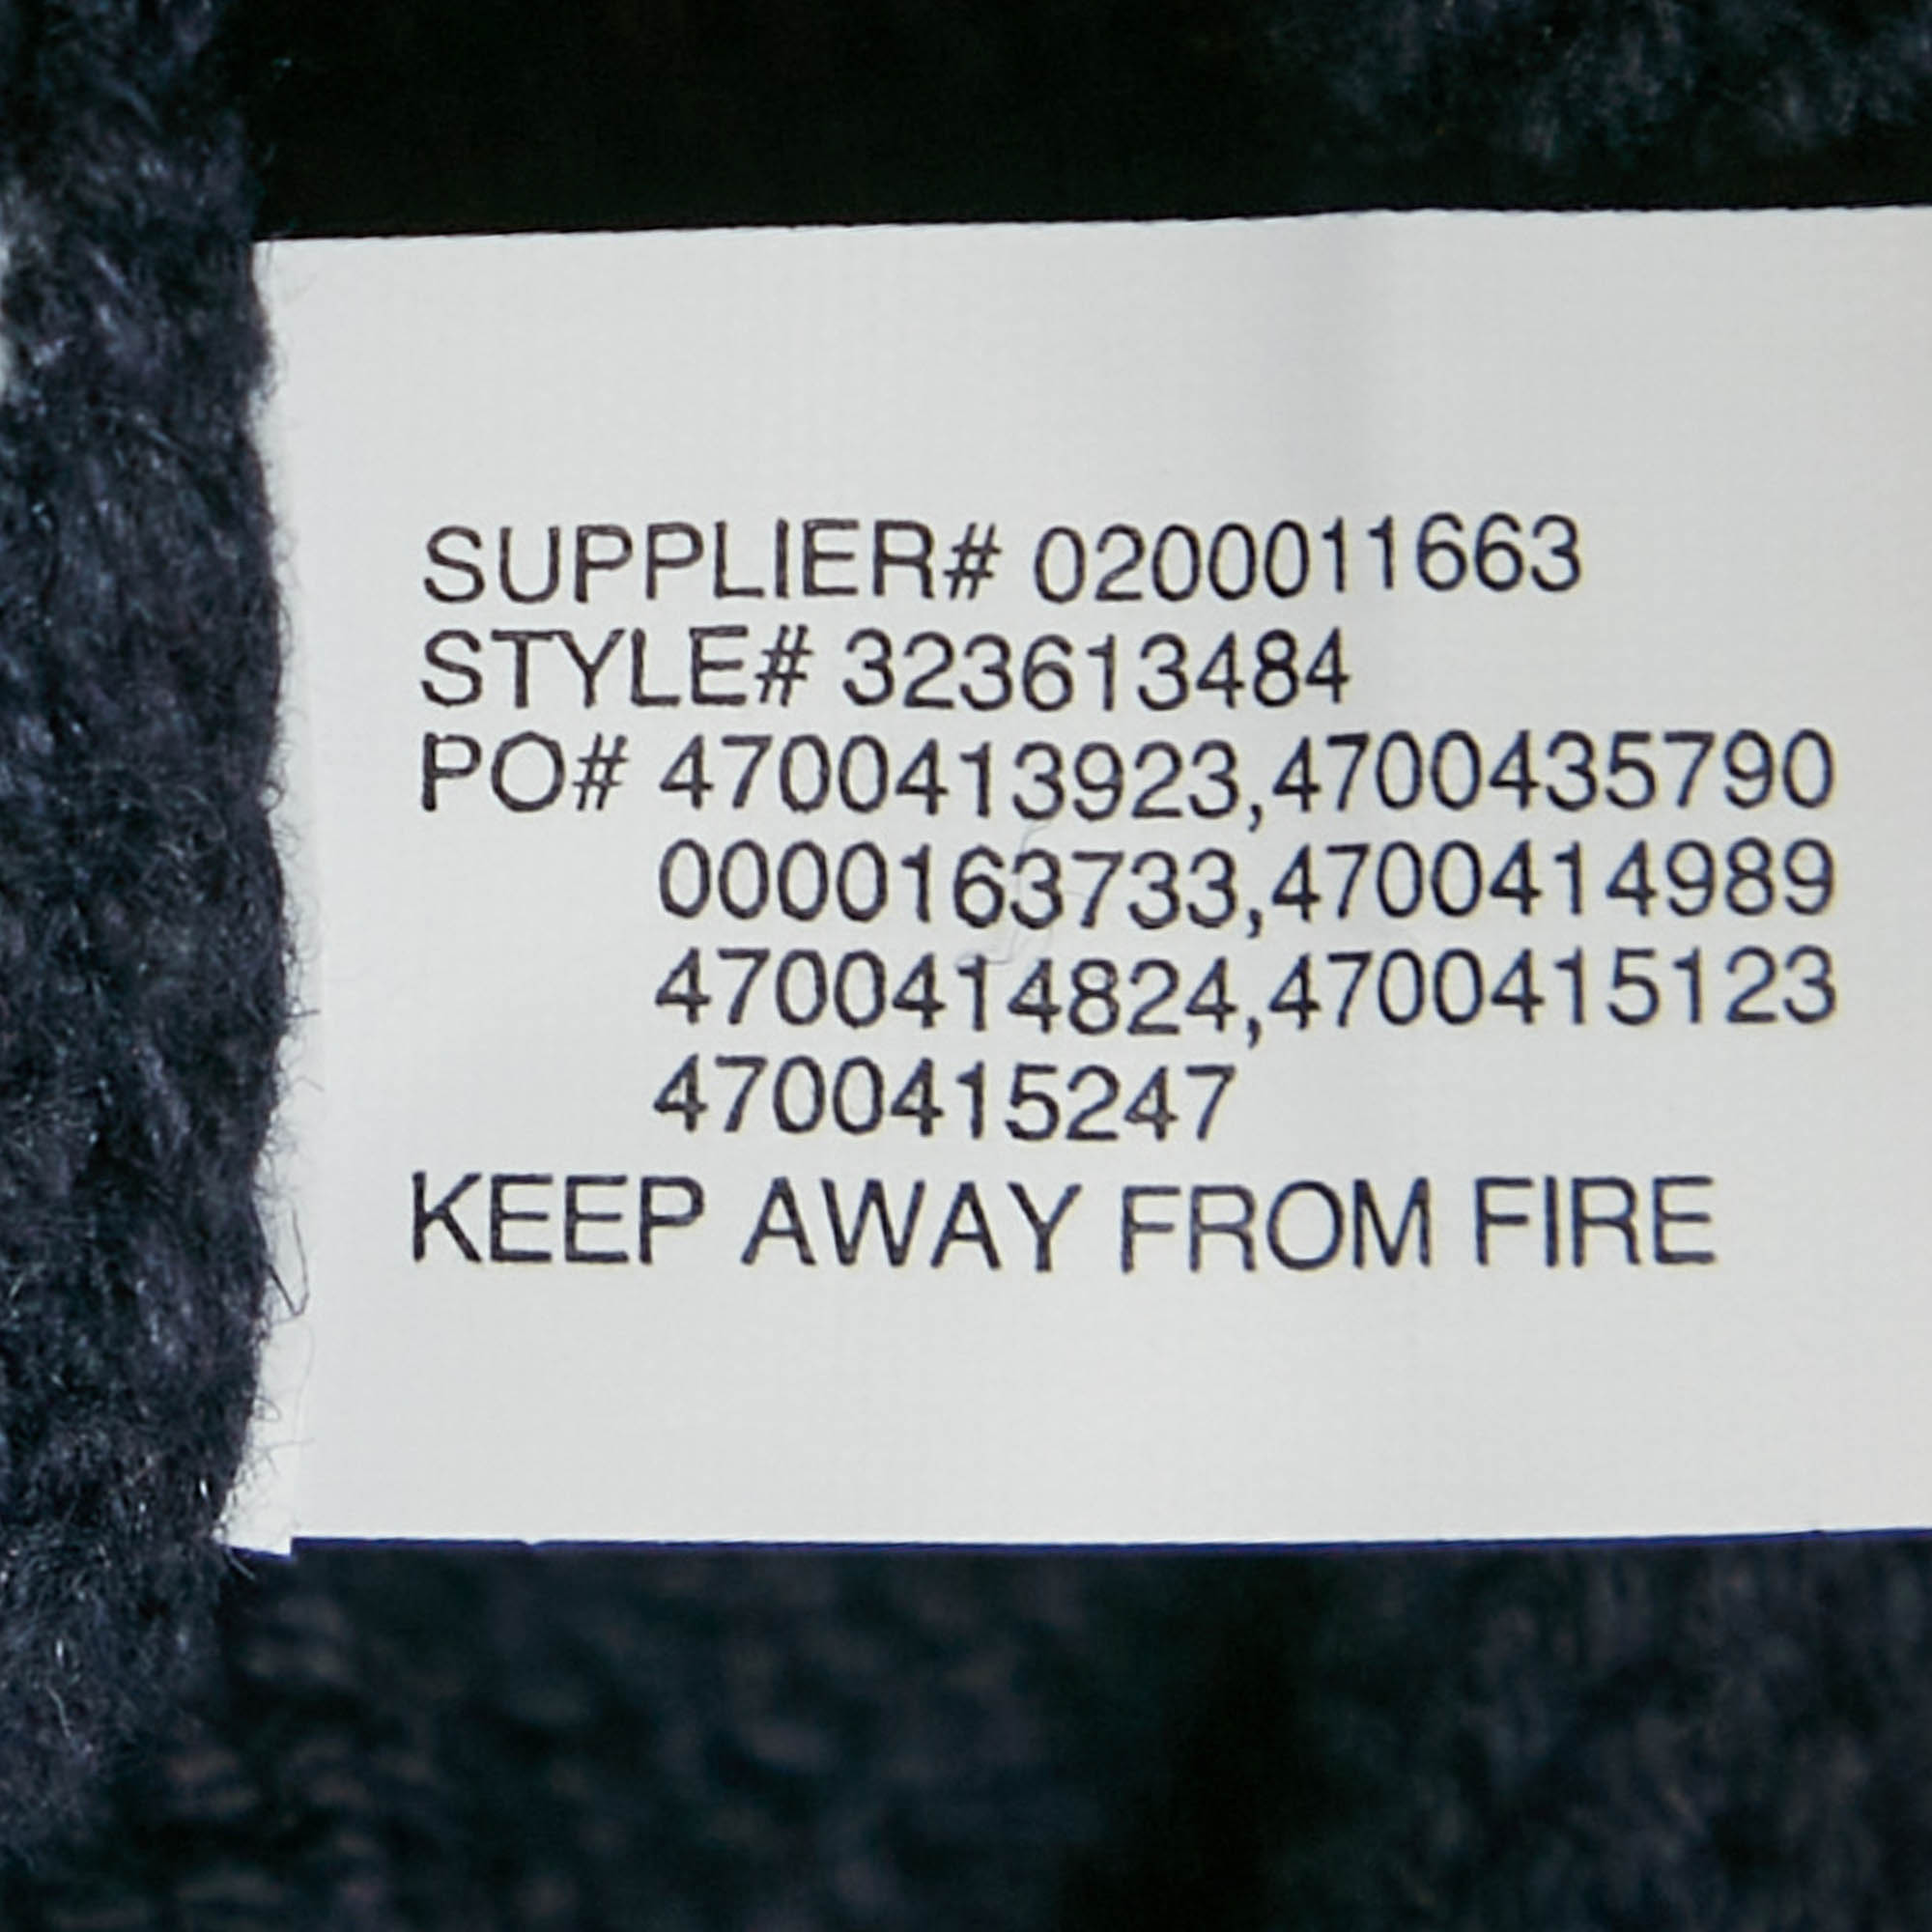 SUPPLIER# 0200011663
STYLE# 323613484
PO# 4700413923,4700435790
0000163733,4700414989
4700414824,4700415123
4700415247
KEEP AWAY FROM FIRE